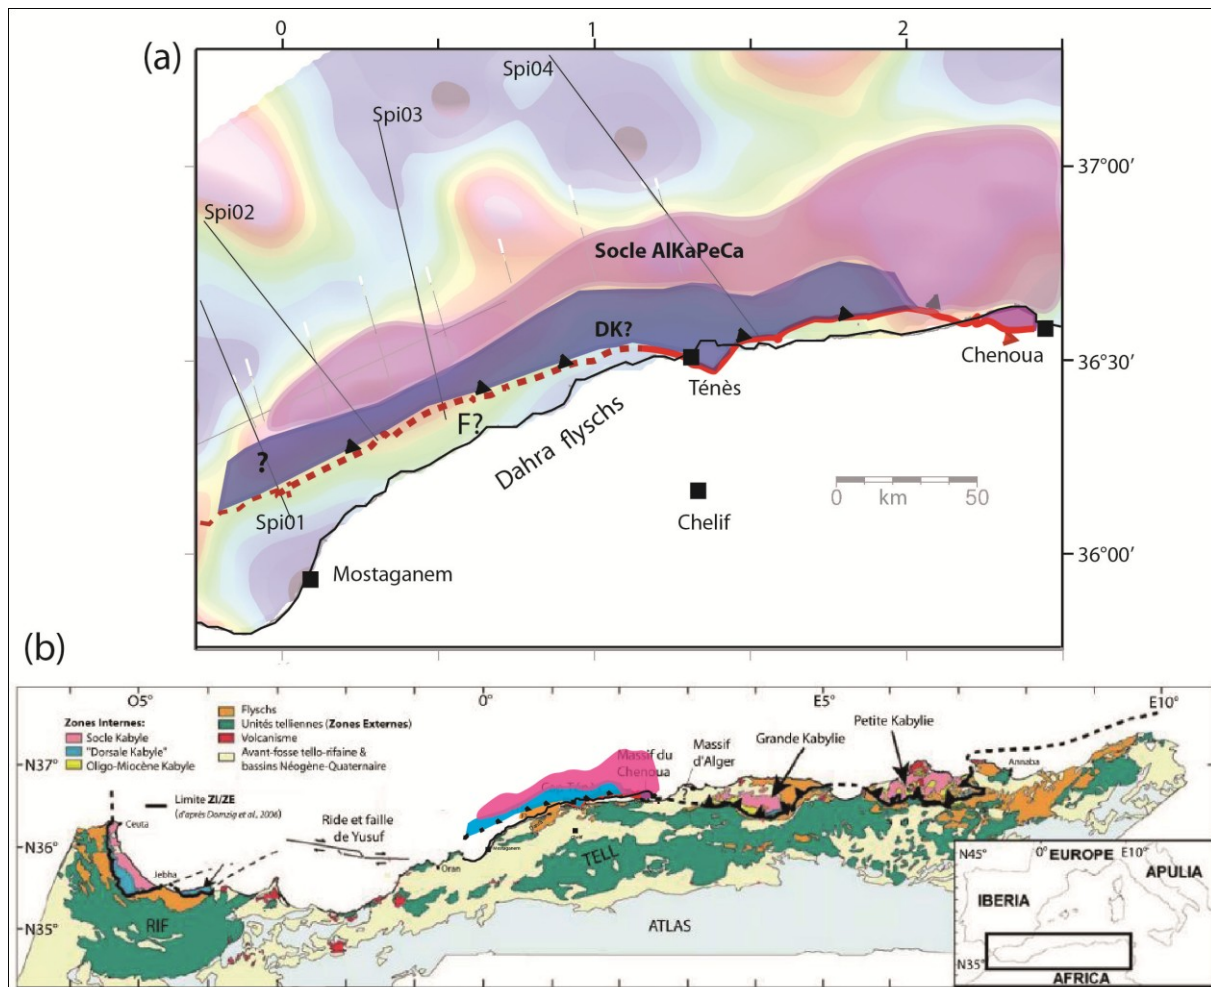 (a)
0
1
2
Spi04
Spi03
Spi02
37°00'
Socle AlKaPeCa
DK?
Chenoua
36°30'
Ténès
F?
?
Dahra flyschs
Spi01
0 km 50
Chelif
36°00'
Mostaganem
(b)
O5°
0°
E5°
E10°
Zones Internes:
Socle Kabyle
"Dorsale Kabyle"
Oligo-Miocène Kabyle
Flyschs
Unités telliennes (Zones Externes)
Volcanisme
Avant-fosse tello-rifaine &
bassins Néogène-Quaternaire
Limite ZI/ZE
(d'après Domzig et al., 2006)
Petite Kabylie
Grande Kabylie
Massif
d'Alger
Massif du
Chenoua
Annaba
N37°
N36°
N35°
Ceuta
Jebha
Ride et faille
de Yusuf
Oran
TELL
RIF
ATLAS
N45°
0°
EUROPE
E10°
APULIA
IBERIA
N35°
AFRICA